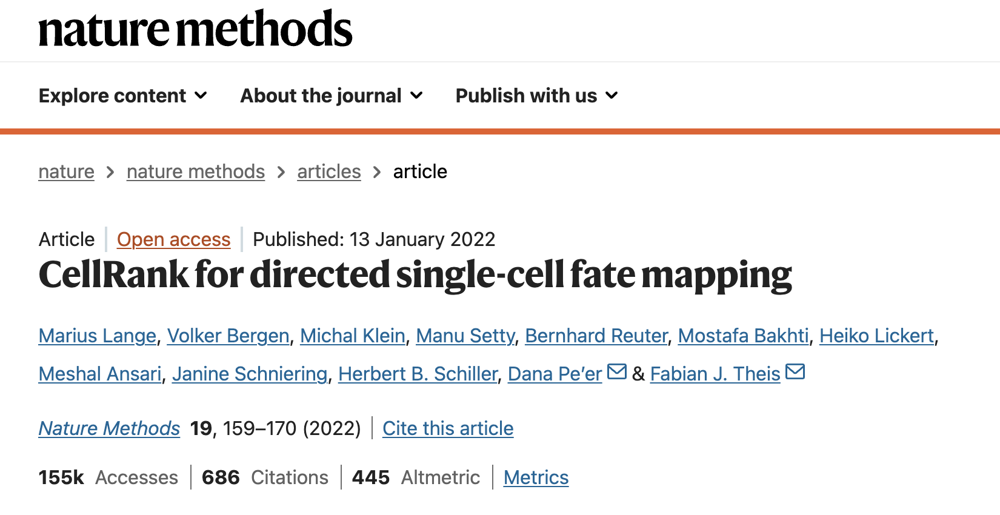 nature methods
Explore content About the journal Publish with us
nature > nature methods > articles > article
Article | Open access | Published: 13 January 2022
CellRank for directed single-cell fate mapping
Marius Lange, Volker Bergen, Michal Klein, Manu Setty, Bernhard Reuter, Mostafa Bakhti, Heiko Lickert,
Meshal Ansari, Janine Schniering, Herbert B. Schiller, Dana Pe’er & Fabian J. Theis
Nature Methods 19, 159–170 (2022) | Cite this article
155k Accesses | 686 Citations | 445 Altmetric | Metrics